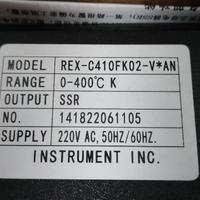 MODEL REX-C410FK02-V*AN
RANGE 0-400℃ K
OUTPUT SSR
NO. 141822061105
SUPPLY 220V AC, 50HZ/60HZ.
INSTRUMENT INC.